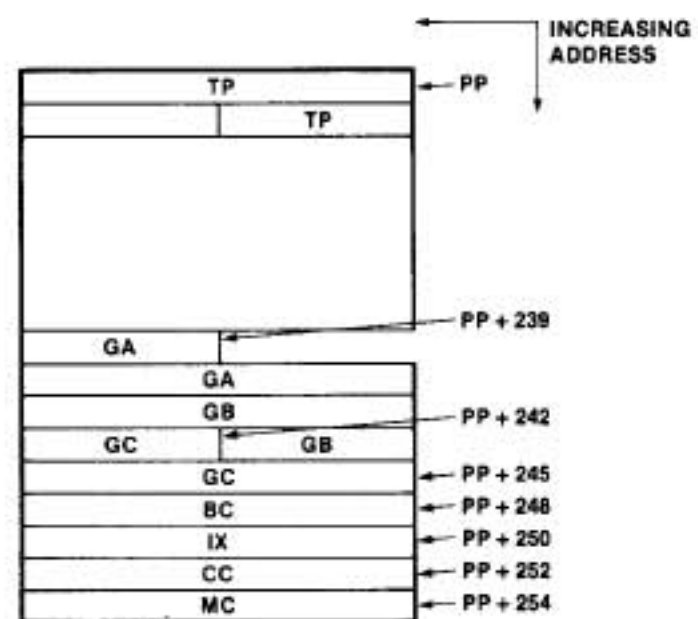 INCREASING
ADDRESS
TP
PP
TP
PP + 239
GA
GA
GB
PP + 242
GC GB
GC
PP + 245
BC
PP + 248
IX
PP + 250
CC
PP + 252
MC
PP + 254